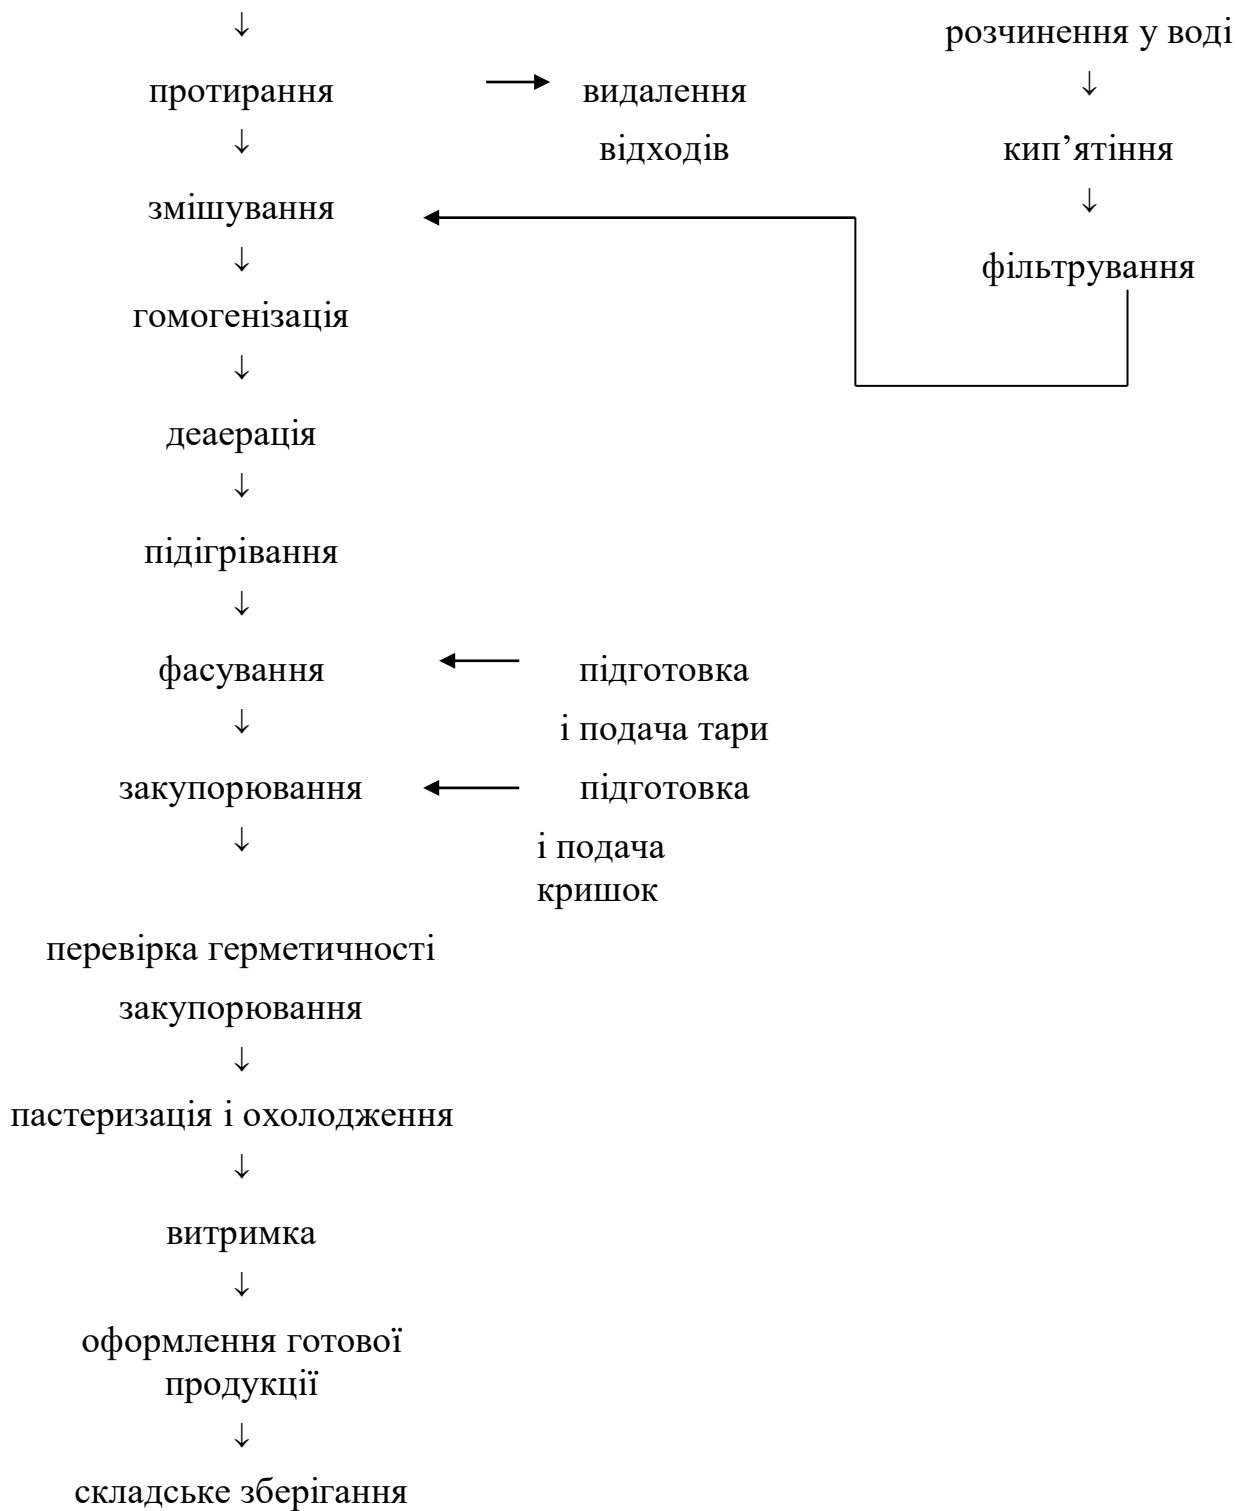 ↓
розчинення у воді
протирання → видалення ↓
↓ відходів кип’ятіння
змішування ← ↓
↓ фільтрування
гомогенізація
↓
деаерація
↓
підігрівання
↓
фасування ← підготовка
↓ і подача тари
закупорювання ← підготовка
↓ і подача
кришок
перевірка герметичності
закупорювання
↓
пастеризація і охолодження
↓
витримка
↓
оформлення готової
продукції
↓
складське зберігання